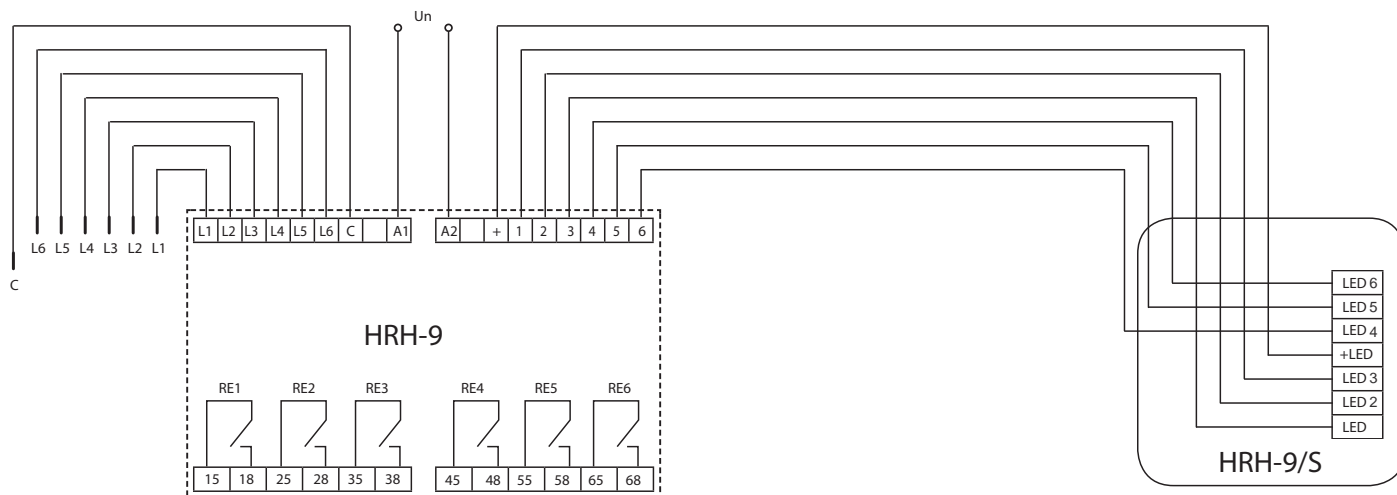 Un
L1 L2 L3 L4 L5 L6 C A1
A2 + 1 2 3 4 5 6
L6 L5 L4 L3 L2 L1
C
LED 6
LED 5
LED 4
+LED
LED 3
LED 2
LED
HRH-9
RE1 RE2 RE3 RE4 RE5 RE6
HRH-9/S
15 18 25 28 35 38
45 48 55 58 65 68